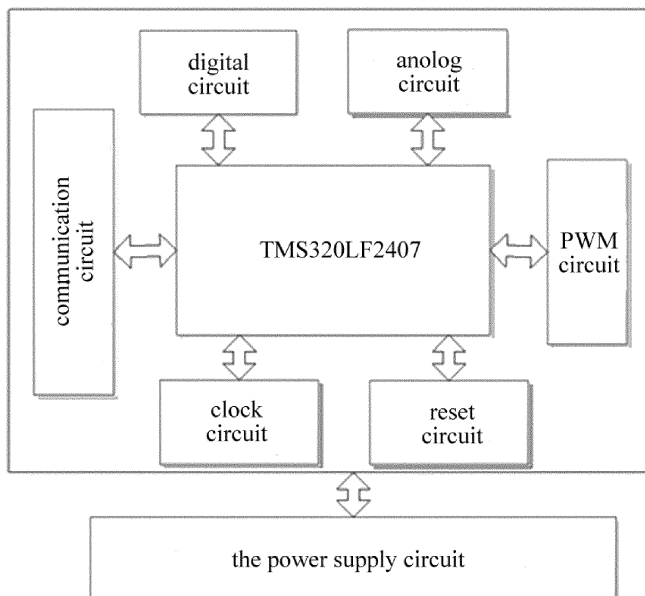 digital
circuit
anolog
circuit
communication
circuit
TMS320LF2407
PWM
circuit
clock
circuit
reset
circuit
the power supply circuit